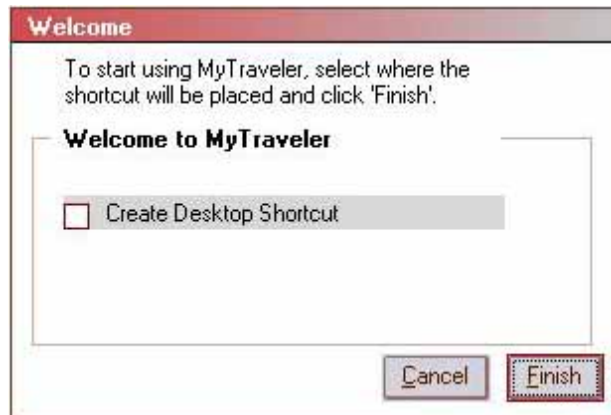 Welcome
To start using MyTraveler, select where the
shortcut will be placed and click 'Finish'.
Welcome to MyTraveler
Create Desktop Shortcut
Cancel Finish